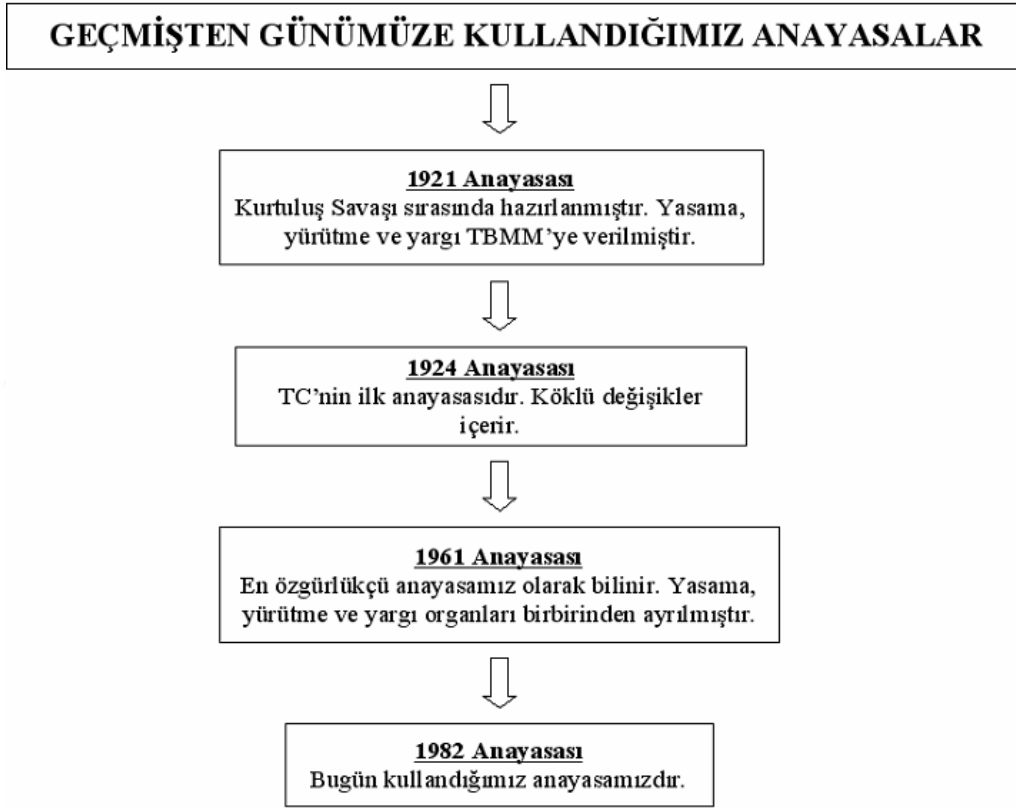 GEÇMİŞTEN GÜNÜMÜZE KULLANDIĞIMIZ ANAYASALAR
1921 Anayasası
Kurtuluş Savaşı sırasında hazırlanmıştır. Yasama,
yürütme ve yargı TBMM’ye verilmiştir.
1924 Anayasası
TC’nin ilk anayasasıdır. Köklü değişikler
içerir.
1961 Anayasası
En özgürlükçü anayasamız olarak bilinir. Yasama,
yürütme ve yargı organları birbirinden ayrılmıştır.
1982 Anayasası
Bugün kullandığımız anayasamızdır.